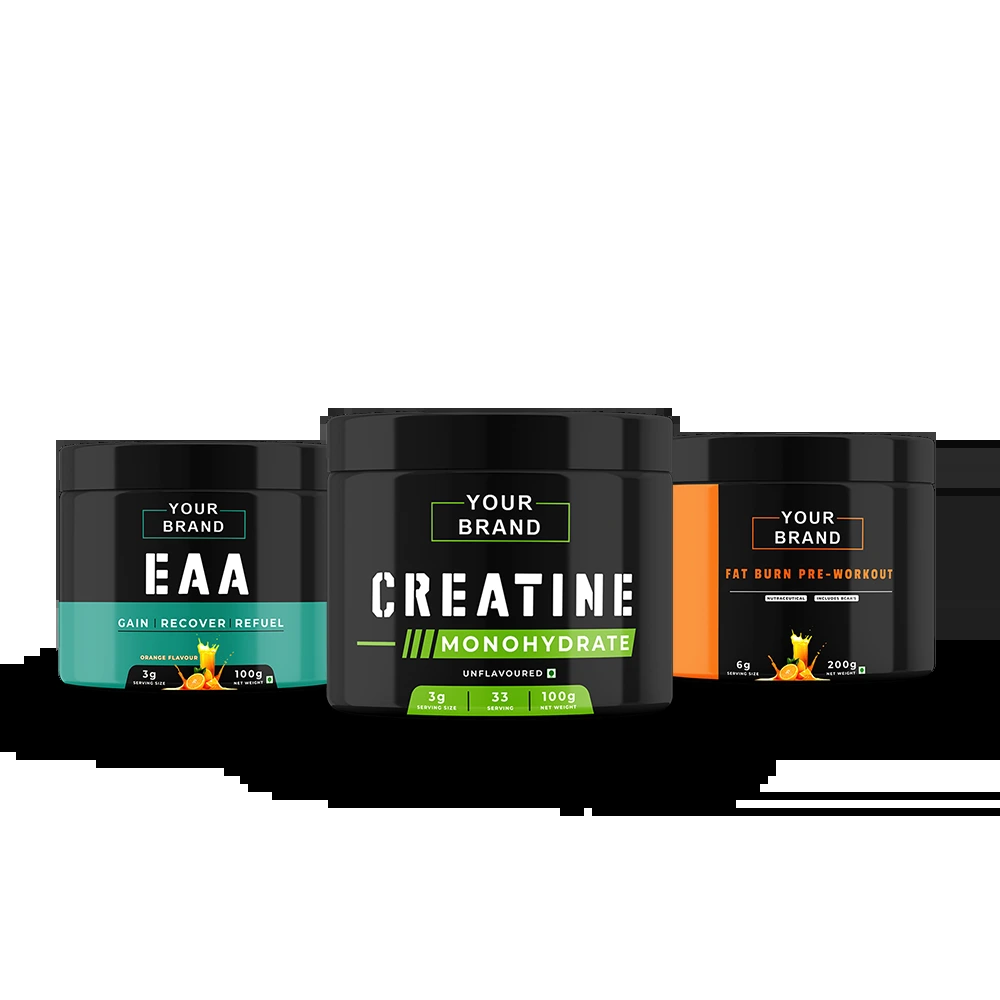 YOUR
BRAND
EAA
GAIN | RECOVER | REFUEL
ORANGE FLAVOUR
3g
SERVING SIZE
100g
NET WEIGHT
YOUR
BRAND
CREATINE
MONOHYDRATE
UNFLAVOURED
3g
SERVING SIZE
33
SERVING
100g
NET WEIGHT
YOUR
BRAND
FAT BURN PRE-WORKOUT
NUTRACEUTICAL
INCLUDES BCAA'S
6g
SERVING SIZE
200g
NET WEIGHT